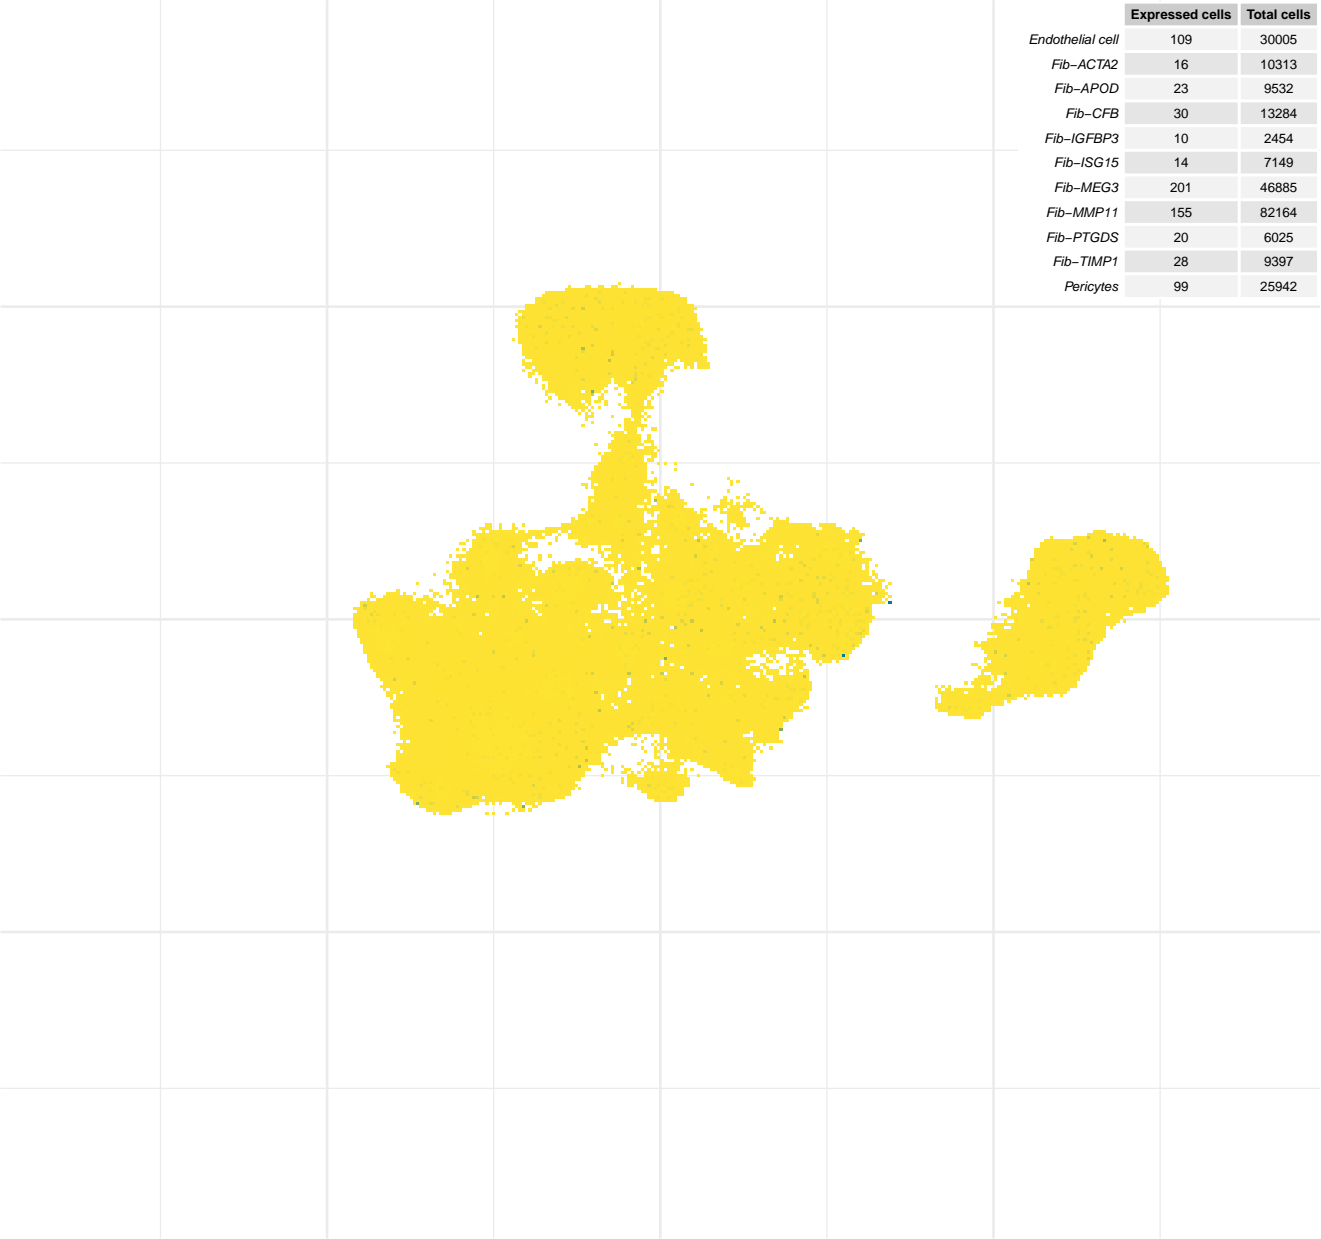 Expressed cells Total cells
Endothelial cell 109 30005
Fib−ACTA2 16 10313
Fib−APOD 23 9532
Fib−CFB 30 13284
Fib−IGFBP3 10 2454
Fib−ISG15 14 7149
Fib−MEG3 201 46885
Fib−MMP11 155 82164
Fib−PTGDS 20 6025
Fib−TIMP1 28 9397
Pericytes 99 25942